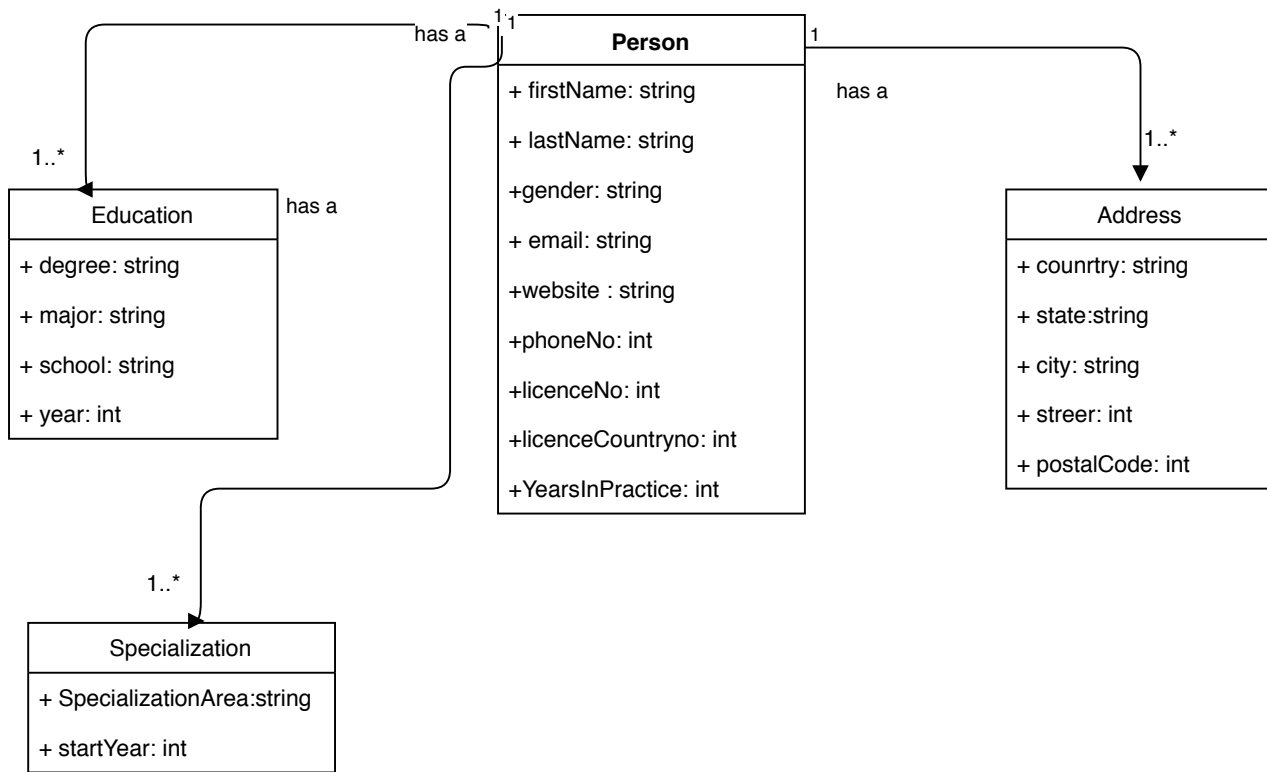 1
1
has a
Person
1
+ firstName: string
has a
+ lastName: string
1..*
1..*
+gender: string
Education
has a
Address
+ email: string
+ degree: string
+ counrtry: string
+website : string
+ major: string
+ state:string
+phoneNo: int
+ school: string
+ city: string
+licenceNo: int
+ year: int
+ streer: int
+licenceCountryno: int
+ postalCode: int
+YearsInPractice: int
1..*
Specialization
+ SpecializationArea:string
+ startYear: int